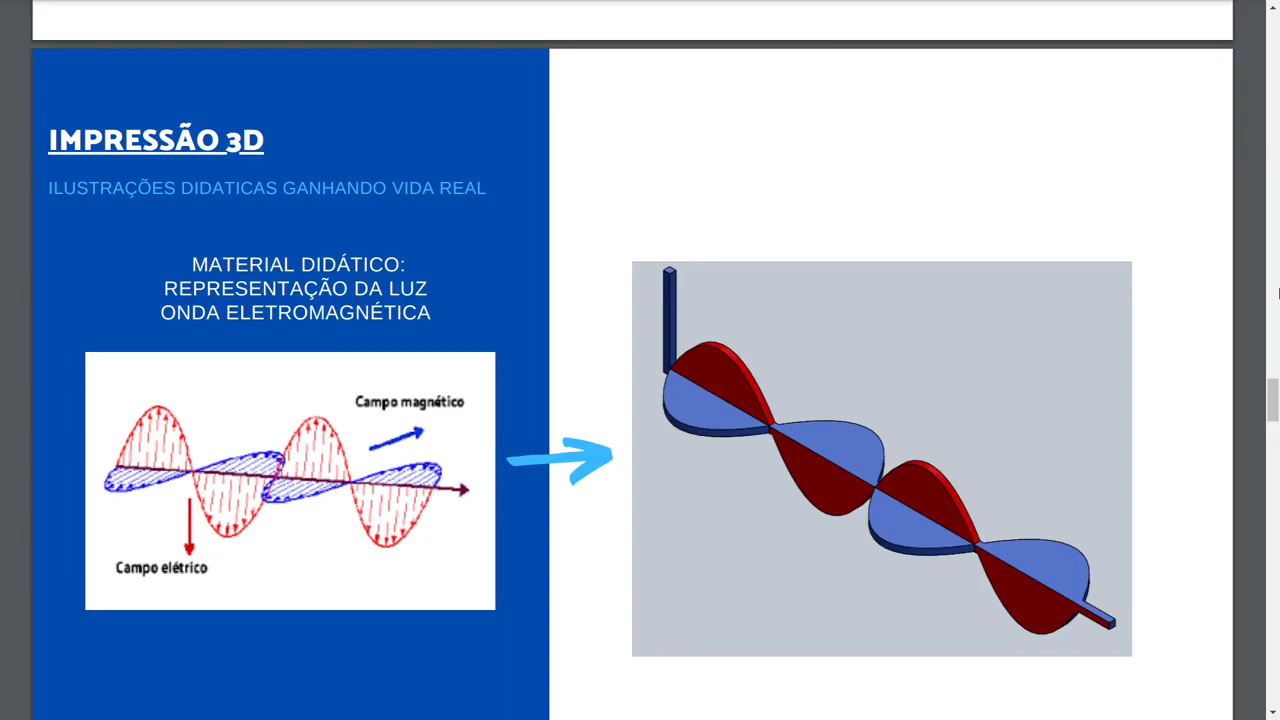 IMPRESSÃO 3D
ILUSTRAÇÕES DIDATICAS GANHANDO VIDA REAL
MATERIAL DIDÁTICO:
REPRESENTAÇÃO DA LUZ
ONDA ELETROMAGNÉTICA
Campo magnético
Campo elétrico